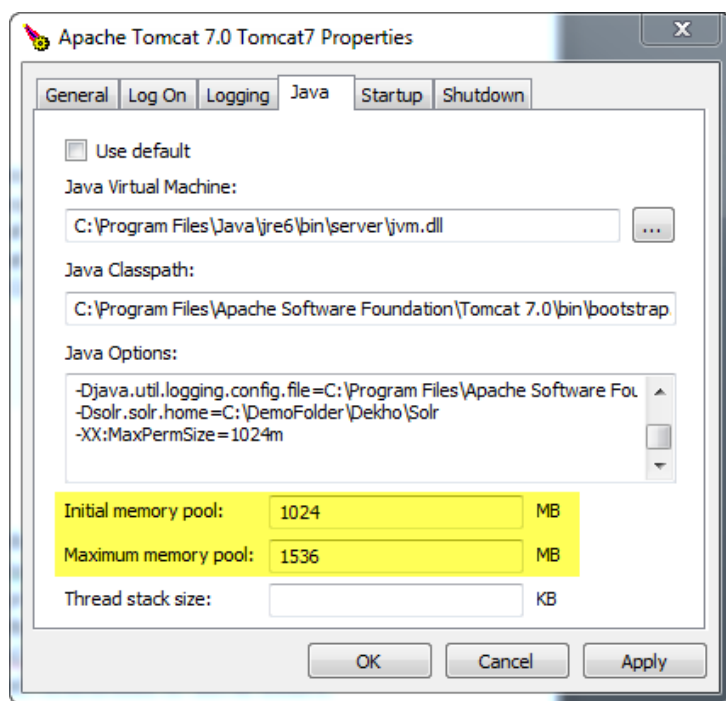 Apache Tomcat 7.0 Tomcat7 Properties
General Log On Logging Java Startup Shutdown
Use default
Java Virtual Machine:
C:\Program Files\Java\jre6\bin\server\jvm.dll ...
Java Classpath:
C:\Program Files\Apache Software Foundation\Tomcat 7.0\bin\bootstrap
Java Options:
-Djava.util.logging.config.file=C:\Program Files\Apache Software Fou
-Dsolr.solr.home=C:\DemoFolder\Dekho\Solr
-XX:MaxPermSize=1024m
Initial memory pool: 1024 MB
Maximum memory pool: 1536 MB
Thread stack size: KB
OK Cancel Apply